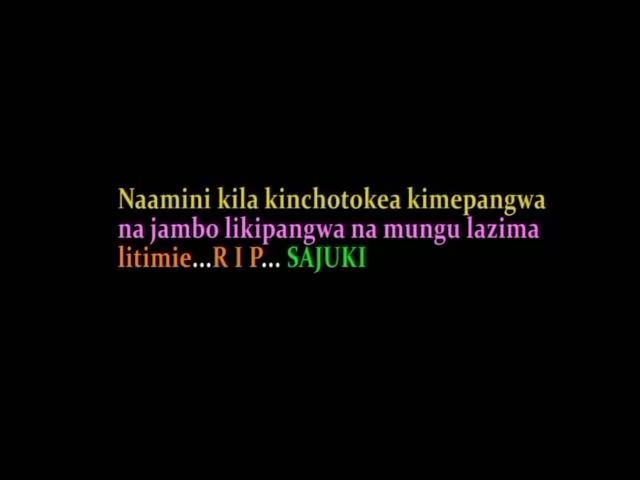 Naamini kila kinchotokea kimepangwa
na jambo likipangwa na mungu lazima
litimie...R I P... SAJUKI